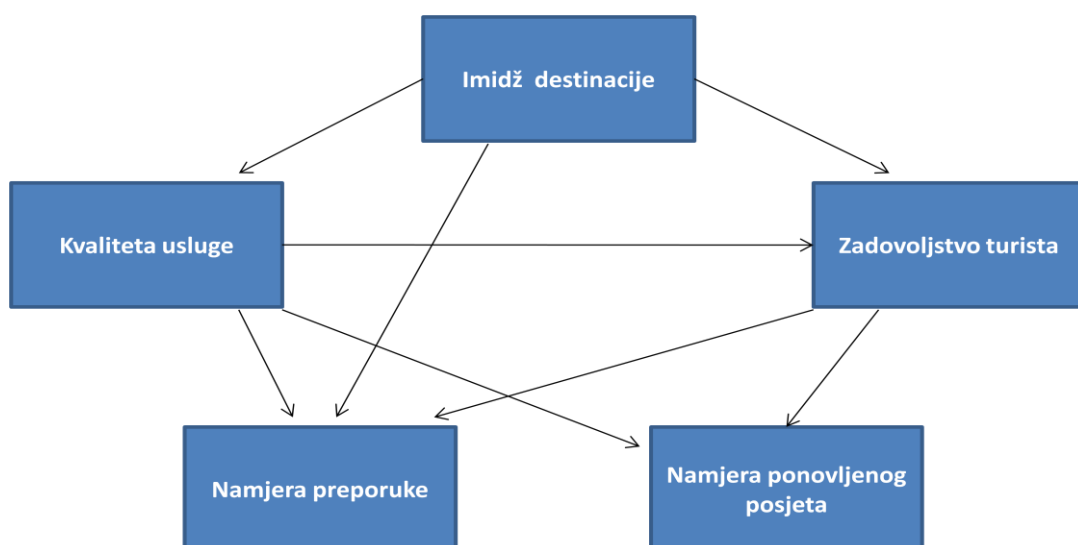 Imidž destinacije
Kvaliteta usluge
Zadovoljstvo turista
Namjera preporuke
Namjera ponovljenog
posjeta